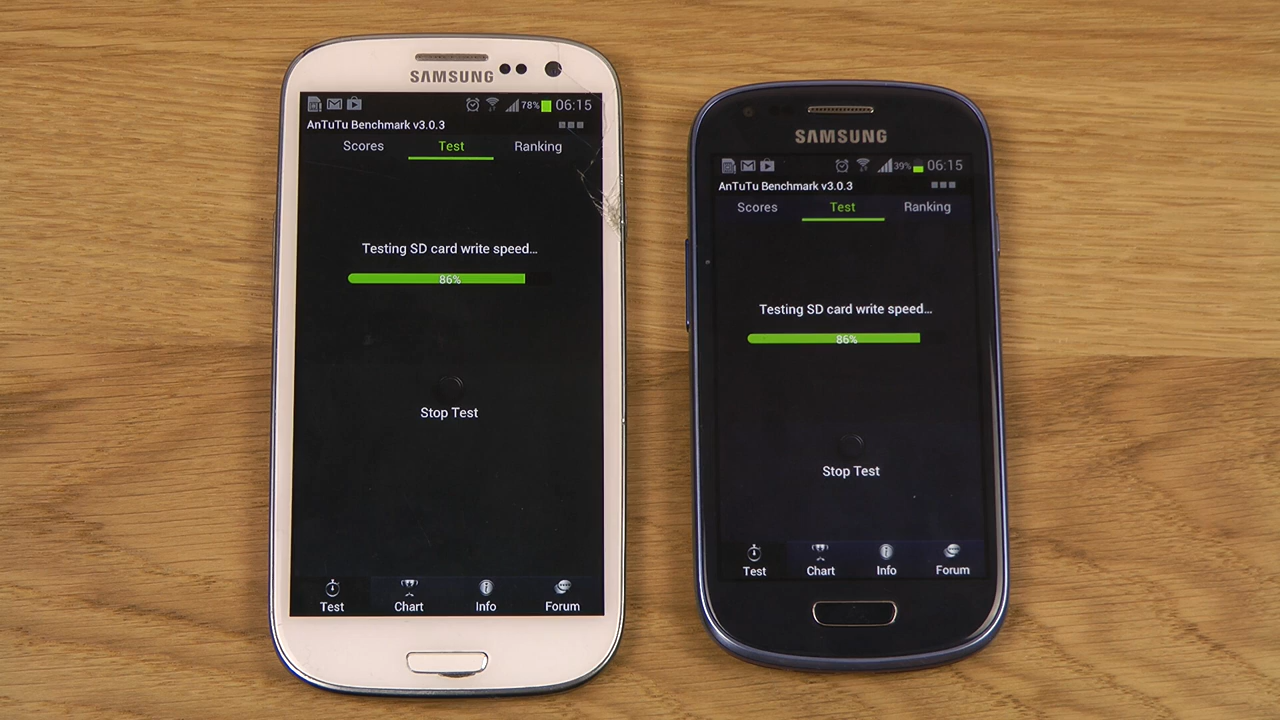 SAMSUNG
78% 06:15
AnTuTu Benchmark v3.0.3
Scores Test Ranking
Testing SD card write speed...
86%
Stop Test
Test Chart Info Forum
SAMSUNG
39% 06:15
AnTuTu Benchmark v3.0.3
Scores Test Ranking
Testing SD card write speed...
86%
Stop Test
Test Chart Info Forum